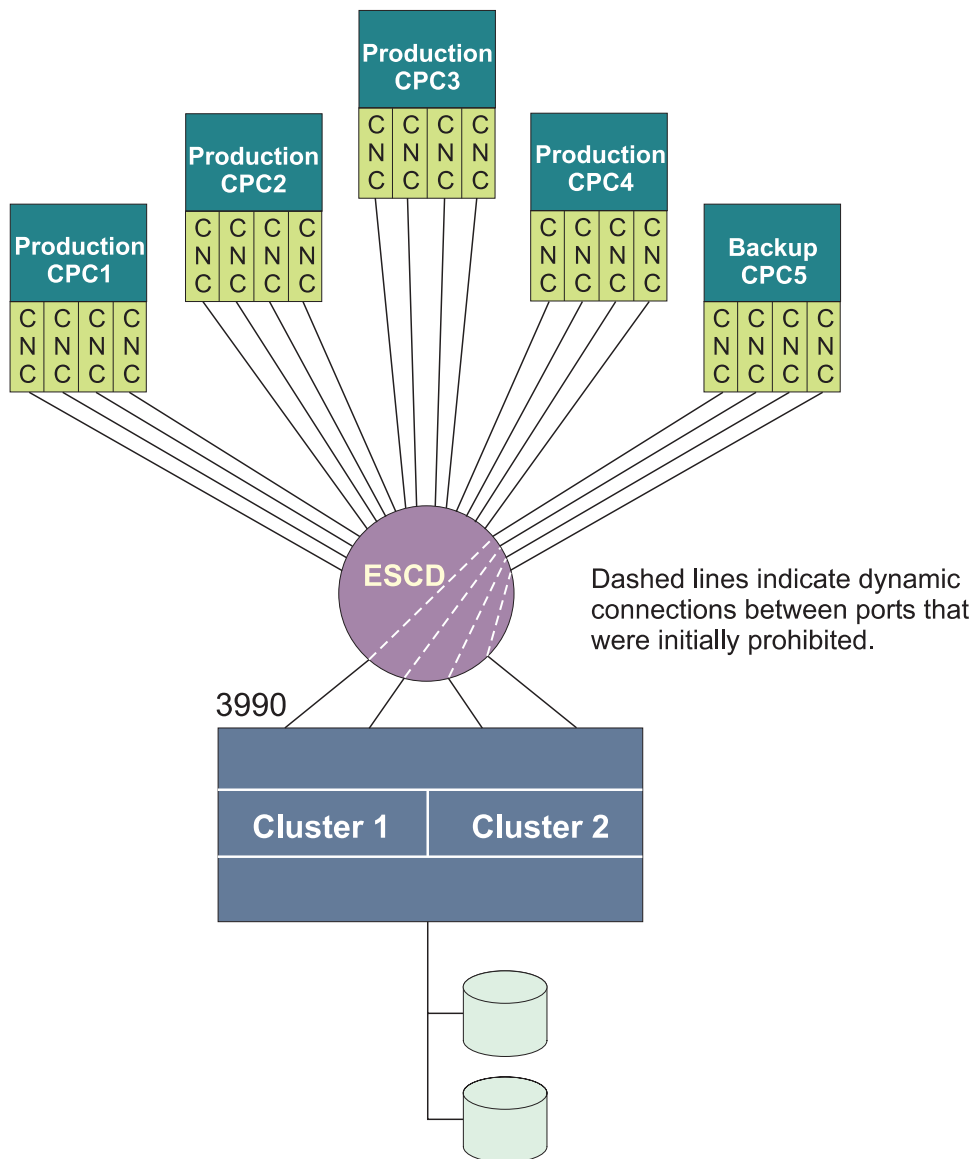 Production
CPC3
C C C C
N N N N
C C C C
Production
CPC2
C C C C
N N N N
C C C C
Production
CPC4
C C C C
N N N N
C C C C
Production
CPC1
C C C C
N N N N
C C C C
Backup
CPC5
C C C C
N N N N
C C C C
ESCD
Dashed lines indicate dynamic
connections between ports that
were initially prohibited.
3990
Cluster 1
Cluster 2